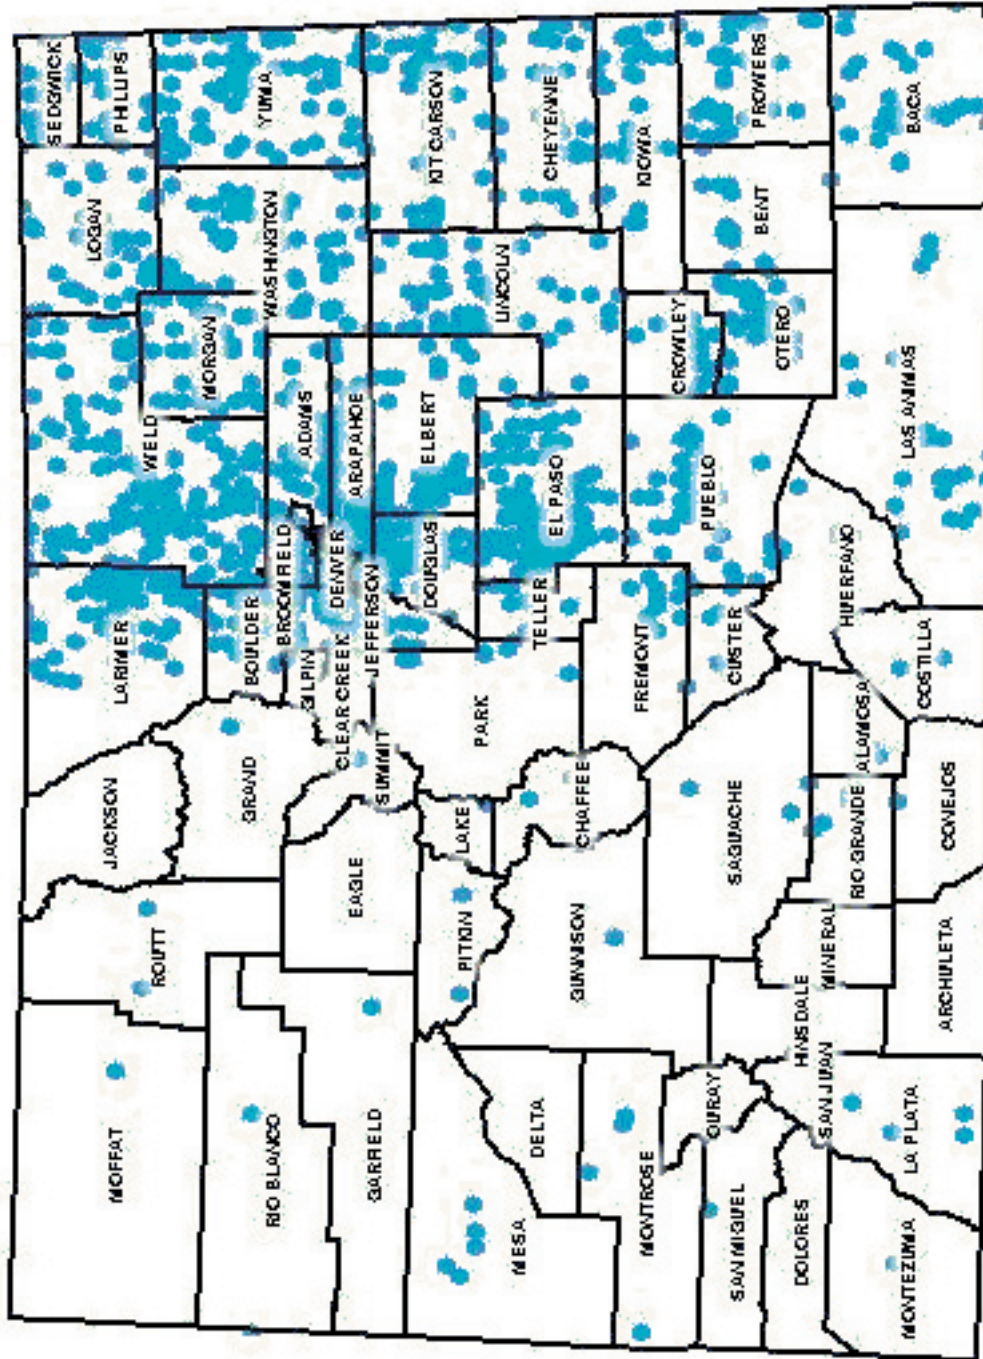 MOFFAT
ROUTT
JACKSON
LARIMER
WELD
LOGAN
SEDGWICK
PHILLIPS
MORGAN
WASHINGTON
YUMA
RIO BLANCO
GRAND
BOULDER
BROOMFIELD
ADAMS
GARFIELD
EAGLE
SUMMIT
GILPIN
CLEAR CREEK
JEFFERSON
DENVER
ARAPAHOE
MESA
PITKIN
LAKE
PARK
DOUGLAS
ELBERT
LINCOLN
KIT CARSON
DELTA
GUNNISON
CHAFFEE
TELLER
EL PASO
CHEYENNE
MONTROSE
OURAY
SAGUACHE
FREMONT
CUSTER
PUEBLO
CROWLEY
KIOWA
SAN MIGUEL
DOLORES
SAN JUAN
HINSDALE
MINERAL
RIO GRANDE
ALAMOSA
HUERFANO
OTERO
BENT
PROWERS
MONTEZUMA
LA PLATA
ARCHULETA
CONEJOS
COSTILLA
LAS ANIMAS
BACA